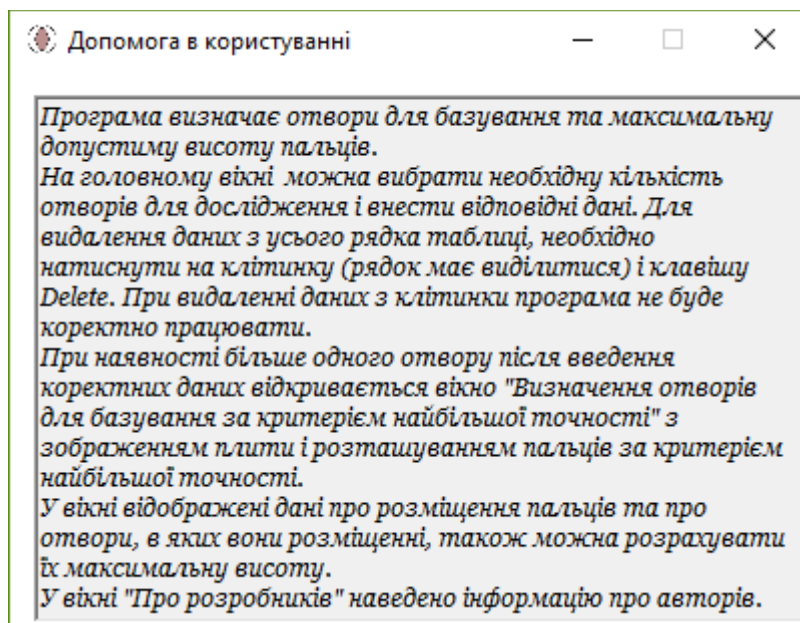 Допомога в користуванні
Програма визначає отвори для базування та максимальну
допустиму висоту пальців.
На головному вікні  можна вибрати необхідну кількість
отворів для дослідження і внести відповідні дані. Для
видалення даних з усього рядка таблиці, необхідно
натиснути на клітинку (рядок має виділитися) і клавішу
Delete. При видаленні даних з клітинки програма не буде
коректно працювати.
При наявності більше одного отвору після введення
коректних даних відкривається вікно "Визначення отворів
для базування за критерієм найбільшої точності" з
зображенням плити і розташуванням пальців за критерієм
найбільшої точності.
У вікні відображені дані про розміщення пальців та про
отвори, в яких вони розміщенні, також можна розрахувати
їх максимальну висоту.
У вікні "Про розробників" наведено інформацію про авторів.